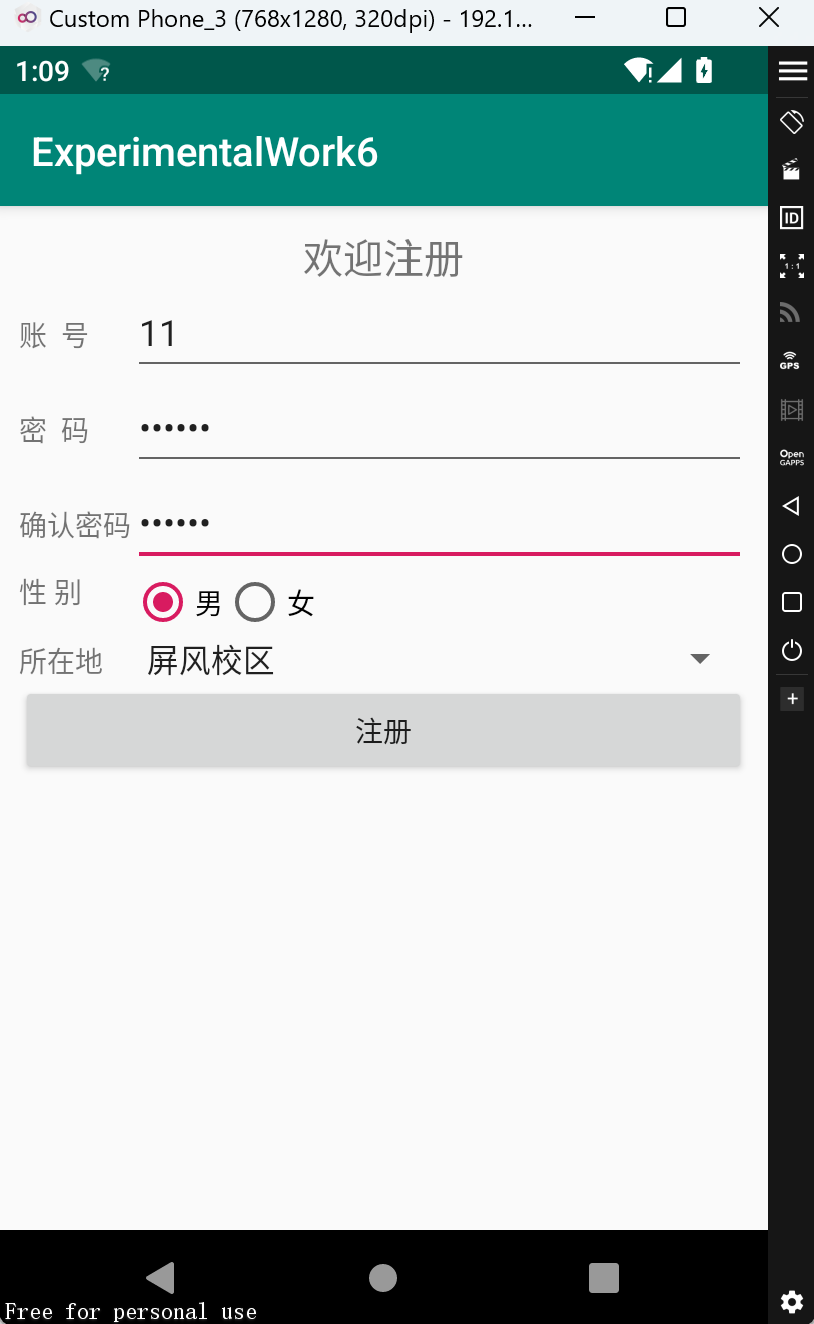 Custom Phone_3 (768x1280, 320dpi) - 192.1...
1:09
ExperimentalWork6
ID
欢迎注册
1:1
账 号 11
GPS
密 码 ••••••
Open
GAPPS
确认密码 ••••••
性 别 男 女
所在地 屏风校区
注册
Free for personal use